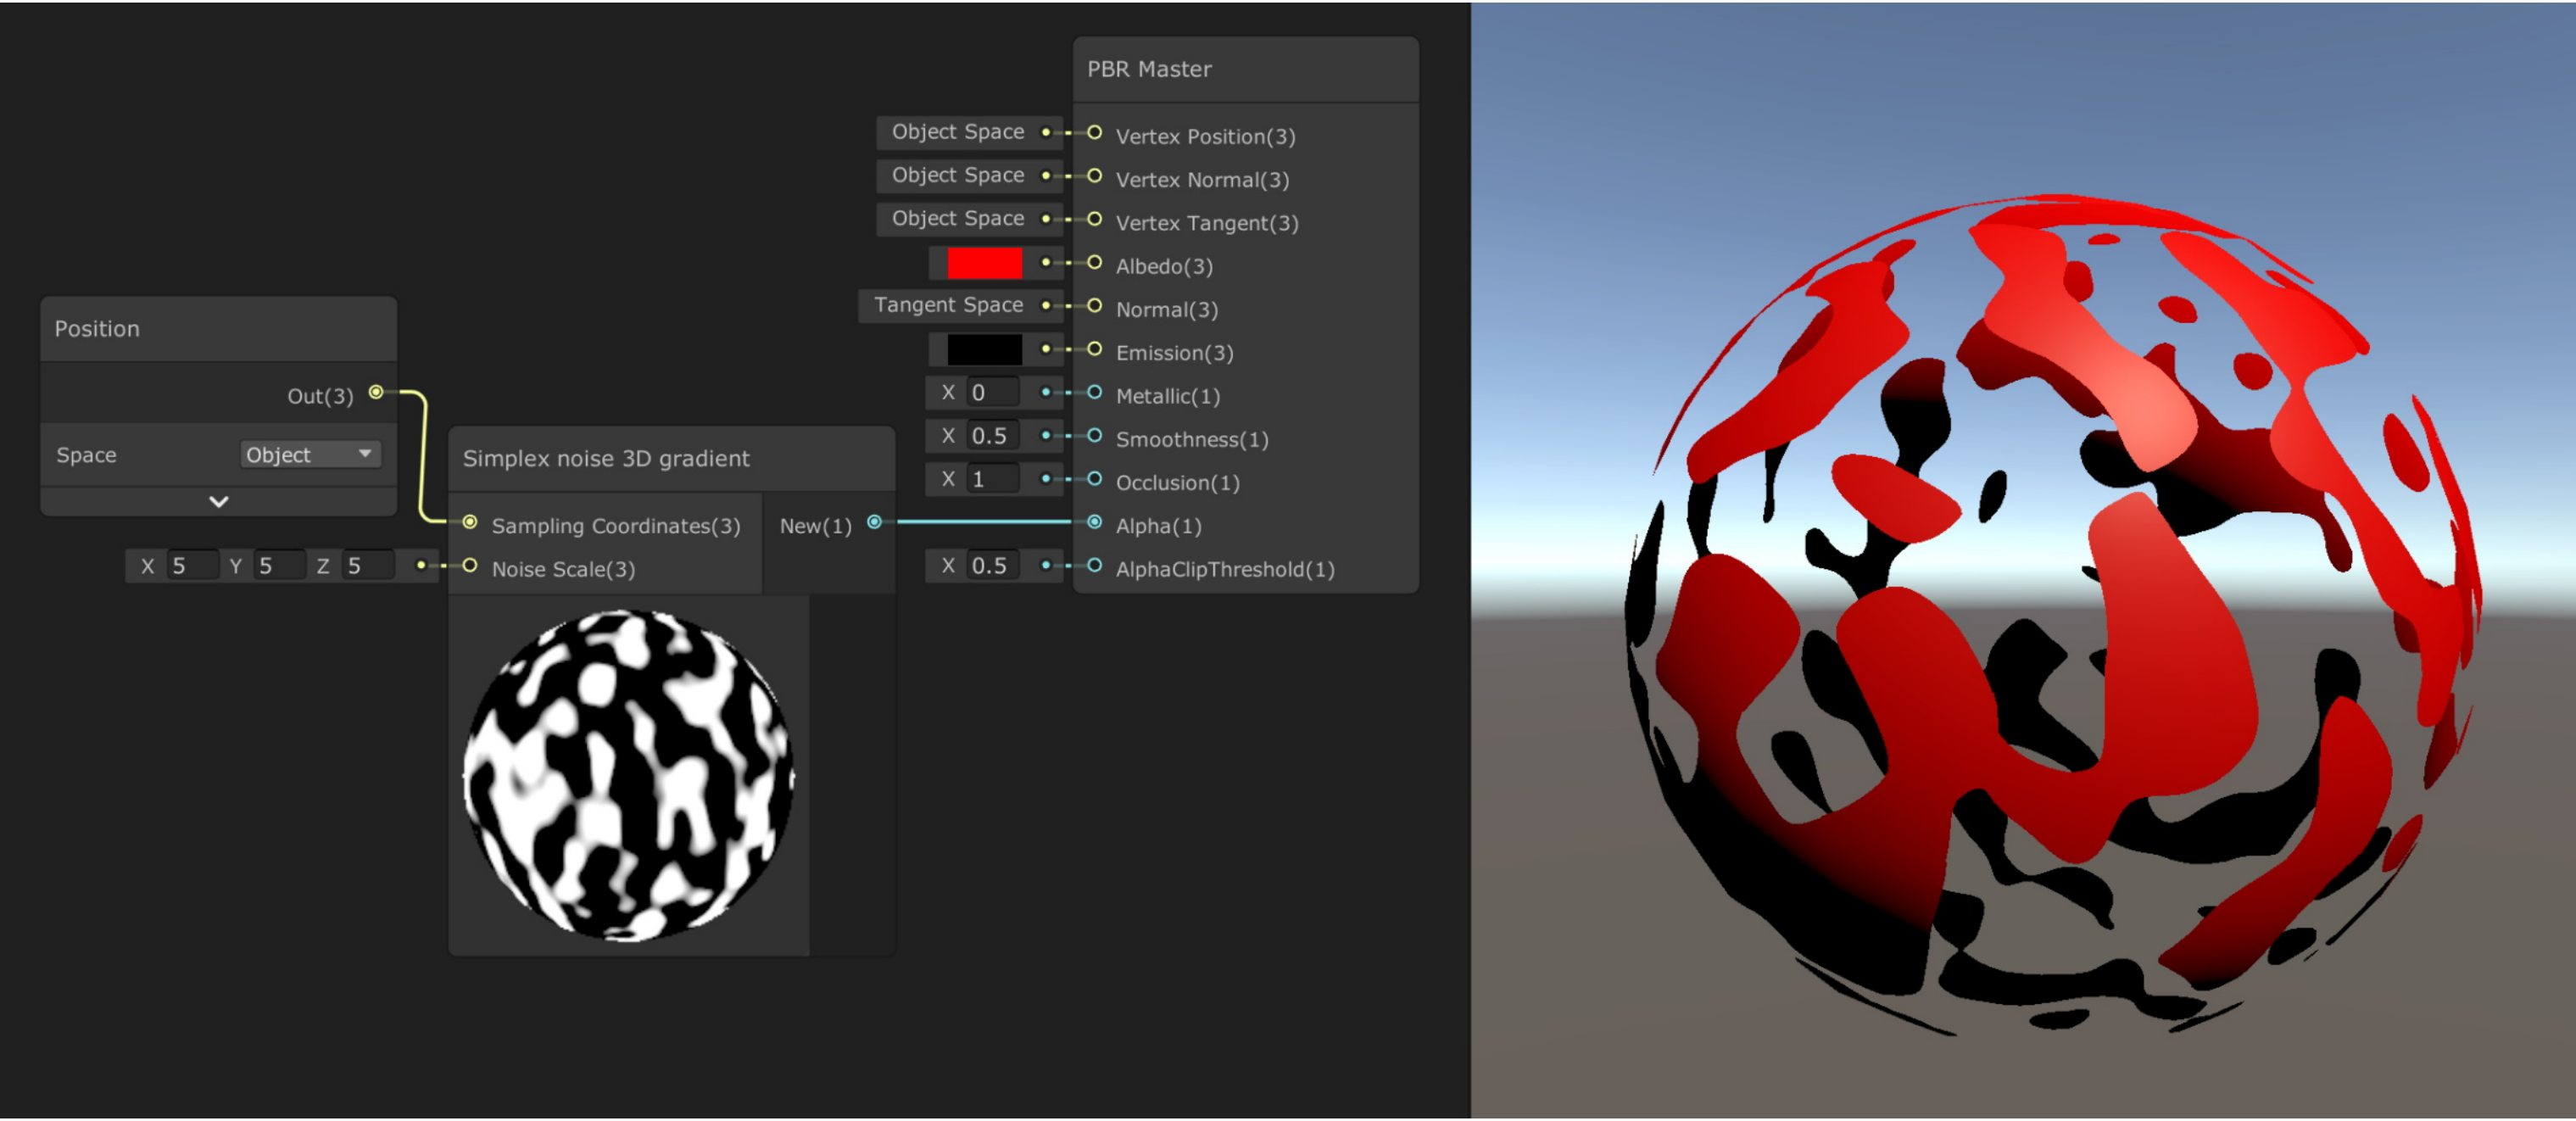 Position
Out(3)
Space Object
X 5 Y 5 Z 5
Simplex noise 3D gradient
Sampling Coordinates(3) New(1)
Noise Scale(3)
PBR Master
Object Space Vertex Position(3)
Object Space Vertex Normal(3)
Object Space Vertex Tangent(3)
Albedo(3)
Tangent Space Normal(3)
Emission(3)
X 0 Metallic(1)
X 0.5 Smoothness(1)
X 1 Occlusion(1)
Alpha(1)
X 0.5 AlphaClipThreshold(1)